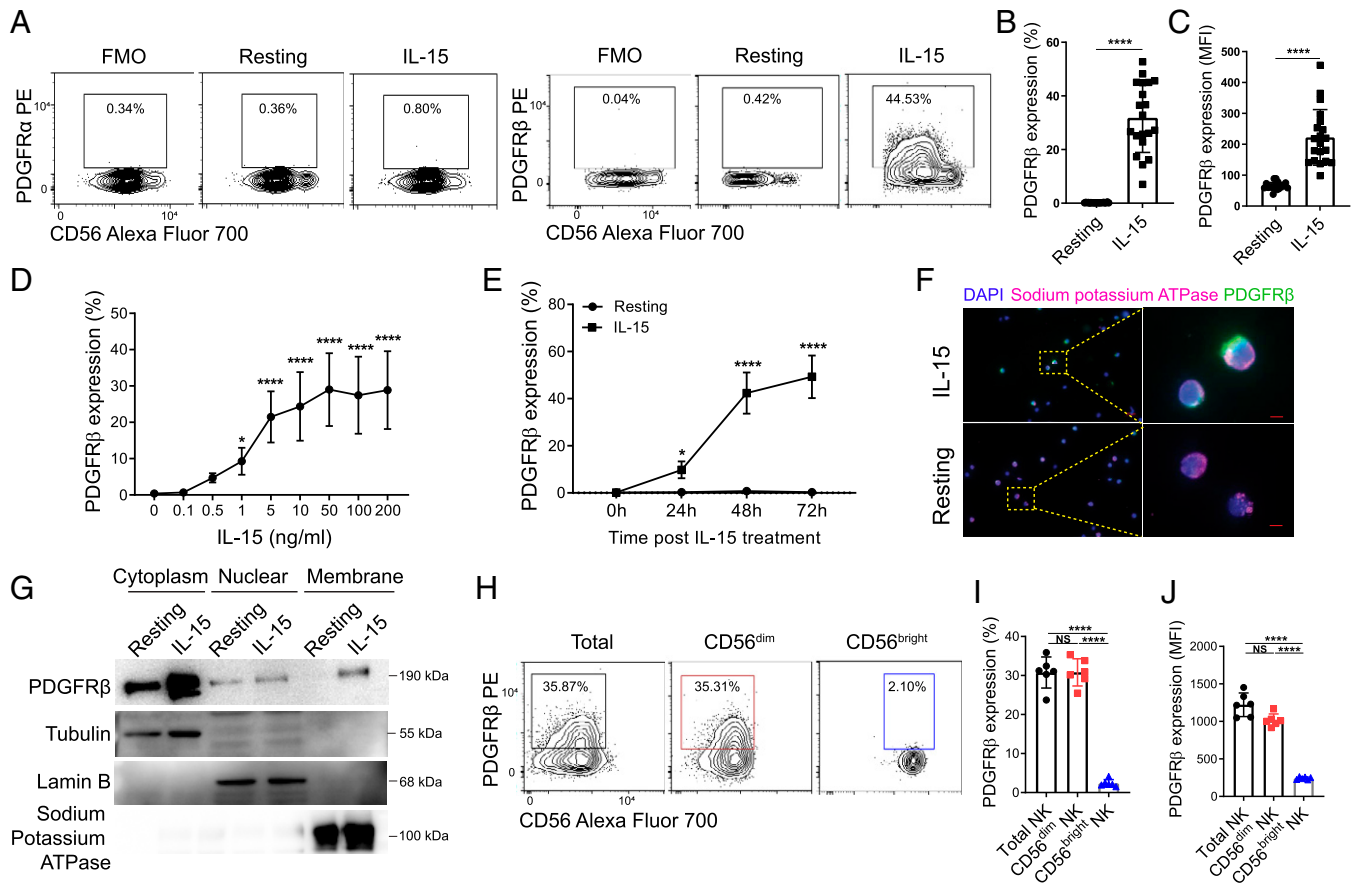 A
FMO Resting IL-15
0.34% 0.36% 0.80%
PDGFRα PE
10⁴
0
0 10⁴
CD56 Alexa Fluor 700
FMO Resting IL-15
0.04% 0.42% 44.53%
PDGFRβ PE
10⁴
0
0 10⁴
CD56 Alexa Fluor 700
B
PDGFRβ expression (%)
60
40
20
0
****
Resting IL-15
C
PDGFRβ expression (MFI)
500
400
300
200
100
0
****
Resting IL-15
D
PDGFRβ expression (%)
50
40
30
20
10
0
* **** **** **** **** ****
0 0.1 0.5 1 5 10 50 100 200
IL-15 (ng/ml)
E
PDGFRβ expression (%)
80
60
40
20
0
Resting
IL-15
* **** ****
0h 24h 48h 72h
Time post IL-15 treatment
F
DAPI Sodium potassium ATPase PDGFRβ
IL-15
Resting
G
Cytoplasm Nuclear Membrane
Resting IL-15 Resting IL-15 Resting IL-15
PDGFRβ 190 kDa
Tubulin 55 kDa
Lamin B 68 kDa
Sodium
Potassium 100 kDa
ATPase
H
Total CD56ᵈⁱᵐ CD56ᵇʳⁱᵍʰᵗ
35.87% 35.31% 2.10%
PDGFRβ PE
10⁴
0
0 10⁴
CD56 Alexa Fluor 700
I
PDGFRβ expression (%)
40
30
20
10
0
****
NS ****
Total NK
CD56ᵈⁱᵐ NK
CD56ᵇʳⁱᵍʰᵗ NK
J
PDGFRβ expression (MFI)
2000
1500
1000
500
0
****
NS ****
Total NK
CD56ᵈⁱᵐ NK
CD56ᵇʳⁱᵍʰᵗ NK